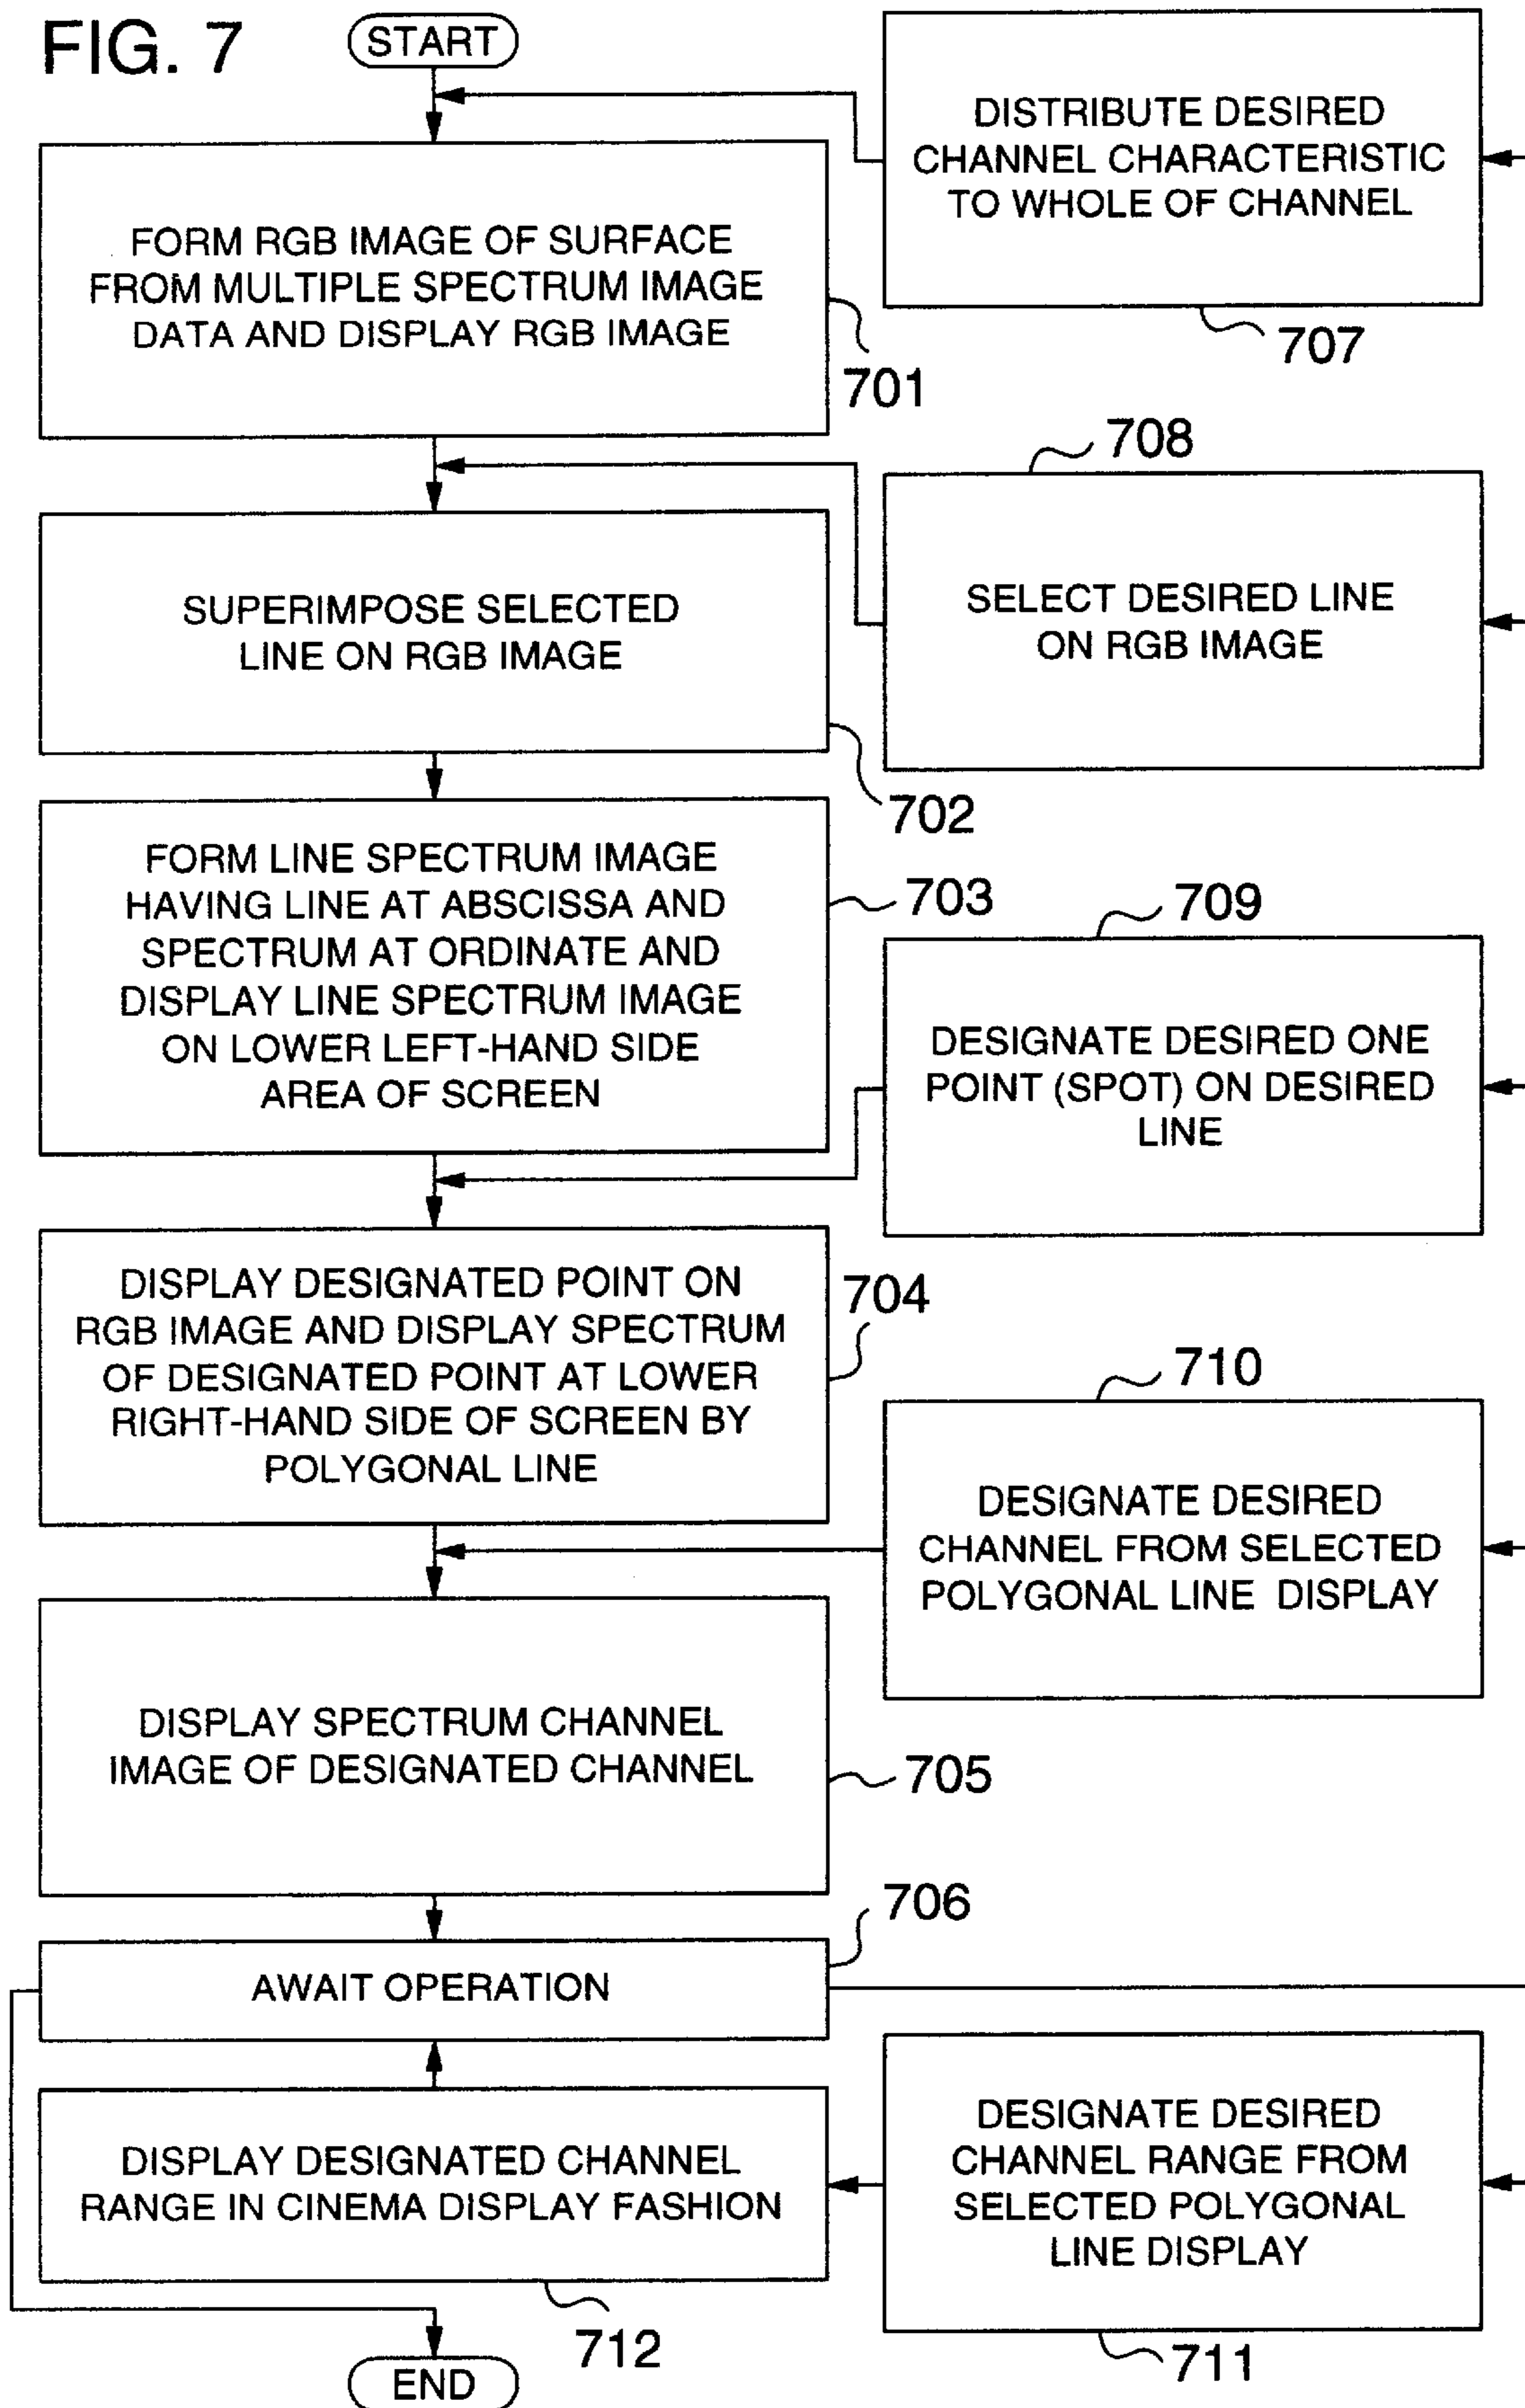 FIG. 7
START
FORM RGB IMAGE OF SURFACE
FROM MULTIPLE SPECTRUM IMAGE
DATA AND DISPLAY RGB IMAGE
701
DISTRIBUTE DESIRED
CHANNEL CHARACTERISTIC
TO WHOLE OF CHANNEL
707
SUPERIMPOSE SELECTED
LINE ON RGB IMAGE
702
708
SELECT DESIRED LINE
ON RGB IMAGE
FORM LINE SPECTRUM IMAGE
HAVING LINE AT ABSCISSA AND
SPECTRUM AT ORDINATE AND
DISPLAY LINE SPECTRUM IMAGE
ON LOWER LEFT-HAND SIDE
AREA OF SCREEN
703
709
DESIGNATE DESIRED ONE
POINT (SPOT) ON DESIRED
LINE
DISPLAY DESIGNATED POINT ON
RGB IMAGE AND DISPLAY SPECTRUM
OF DESIGNATED POINT AT LOWER
RIGHT-HAND SIDE OF SCREEN BY
POLYGONAL LINE
704
710
DESIGNATE DESIRED
CHANNEL FROM SELECTED
POLYGONAL LINE DISPLAY
DISPLAY SPECTRUM CHANNEL
IMAGE OF DESIGNATED CHANNEL
705
706
AWAIT OPERATION
DISPLAY DESIGNATED CHANNEL
RANGE IN CINEMA DISPLAY FASHION
712
DESIGNATE DESIRED
CHANNEL RANGE FROM
SELECTED POLYGONAL
LINE DISPLAY
711
END